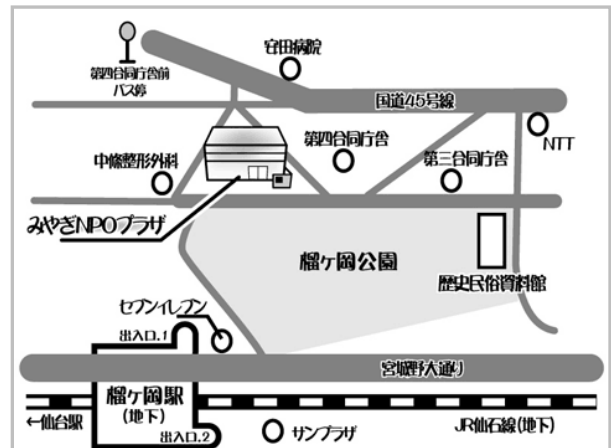 安田病院
第四合同庁舎前
バス停
国道45号線
NTT
第四合同庁舎
第三合同庁舎
中條整形外科
みやぎNPOプラザ
榴ヶ岡公園
歴史民俗資料館
セブンイレブン
出入口.1
宮城野大通り
榴ヶ岡駅
(地下)
←仙台駅
出入口.2
サンプラザ
JR仙石線(地下)